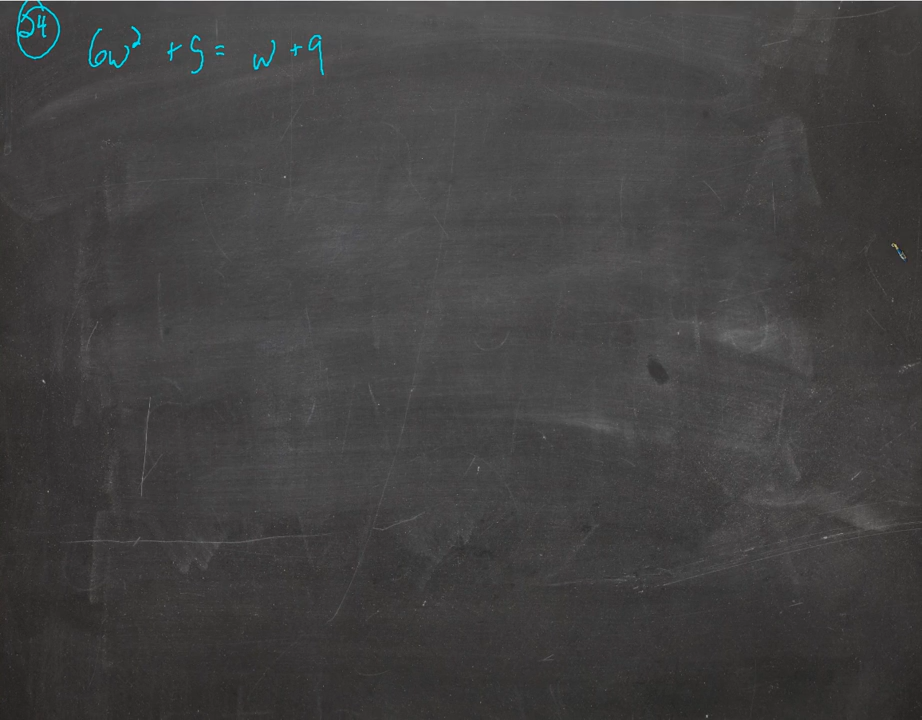 24 6w² + 5 = w + 9